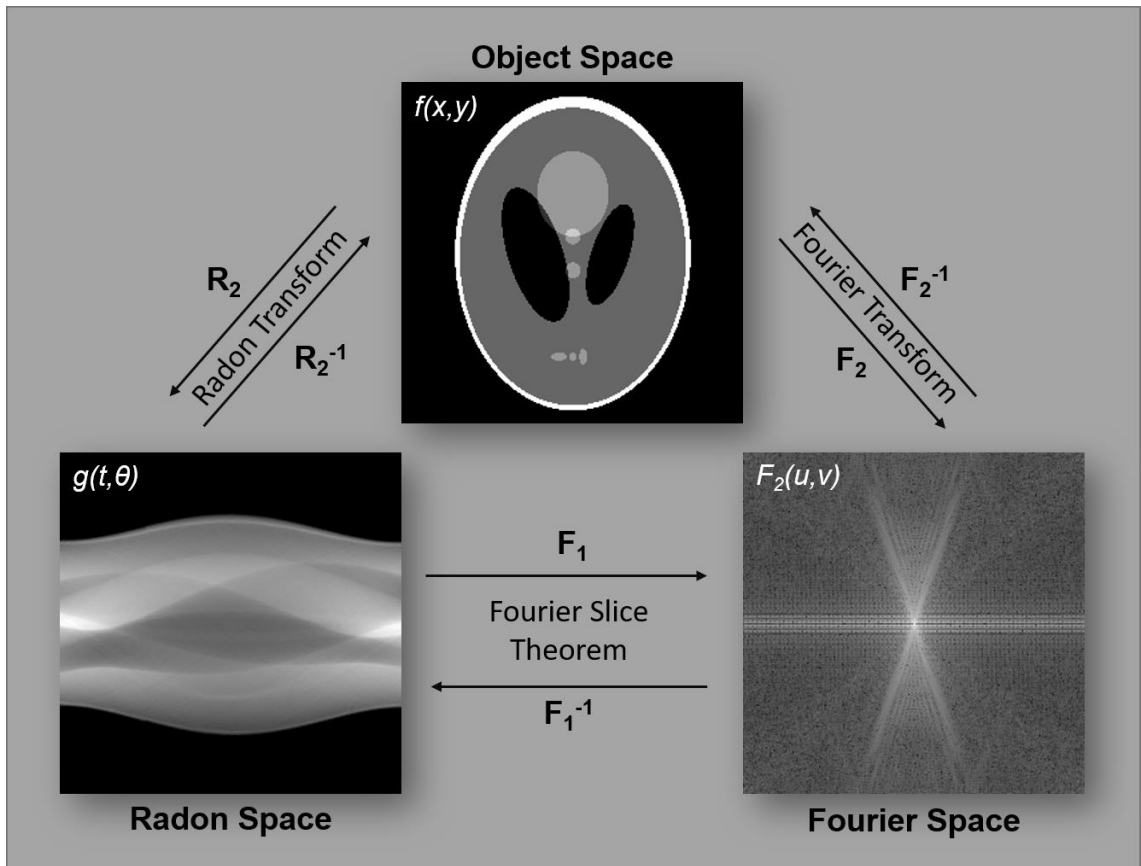 Object Space
f(x,y)
R₂
Radon Transform
R₂⁻¹
F₂⁻¹
Fourier Transform
F₂
g(t,θ)
F₁
Fourier Slice
Theorem
F₁⁻¹
F₂(u,v)
Radon Space
Fourier Space